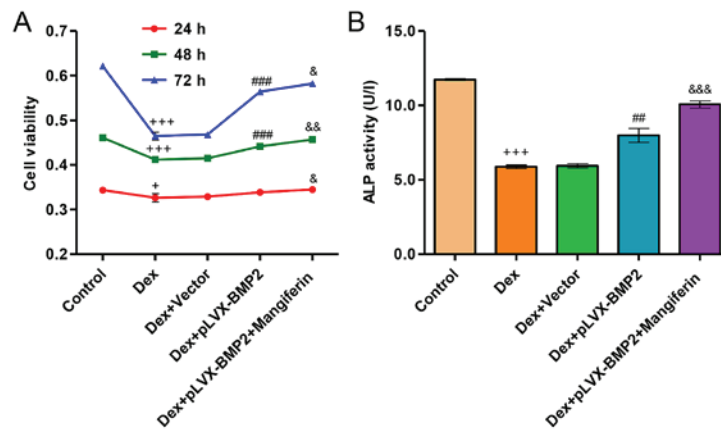 A
Cell viability
0.7
0.6
0.5
0.4
0.3
0.2
24 h
48 h
72 h
+++
+++
+
###
###
&
&&
&
Control
Dex
Dex+Vector
Dex+pLVX-BMP2
Dex+pLVX-BMP2+Mangiferin
B
ALP activity (U/l)
15.0
10.0
5.0
0.0
+++
##
&&&
Control
Dex
Dex+Vector
Dex+pLVX-BMP2
Dex+pLVX-BMP2+Mangiferin